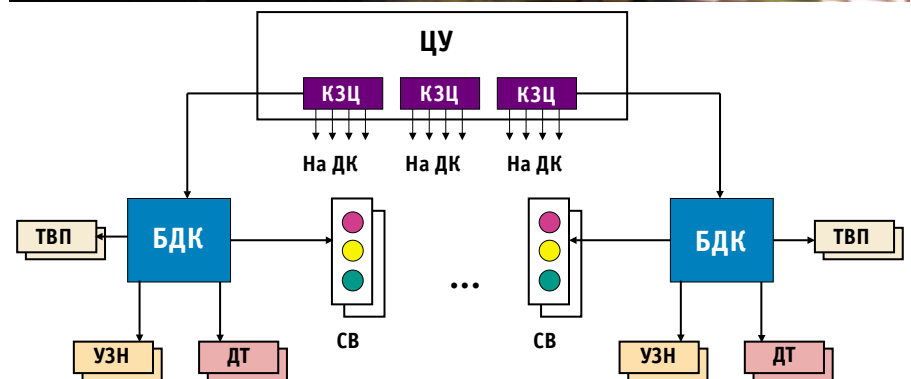 ЦУ
КЗЦ КЗЦ КЗЦ
На ДК На ДК На ДК
ТВП БДК БДК ТВП
...
СВ СВ
УЗН ДТ УЗН ДТ